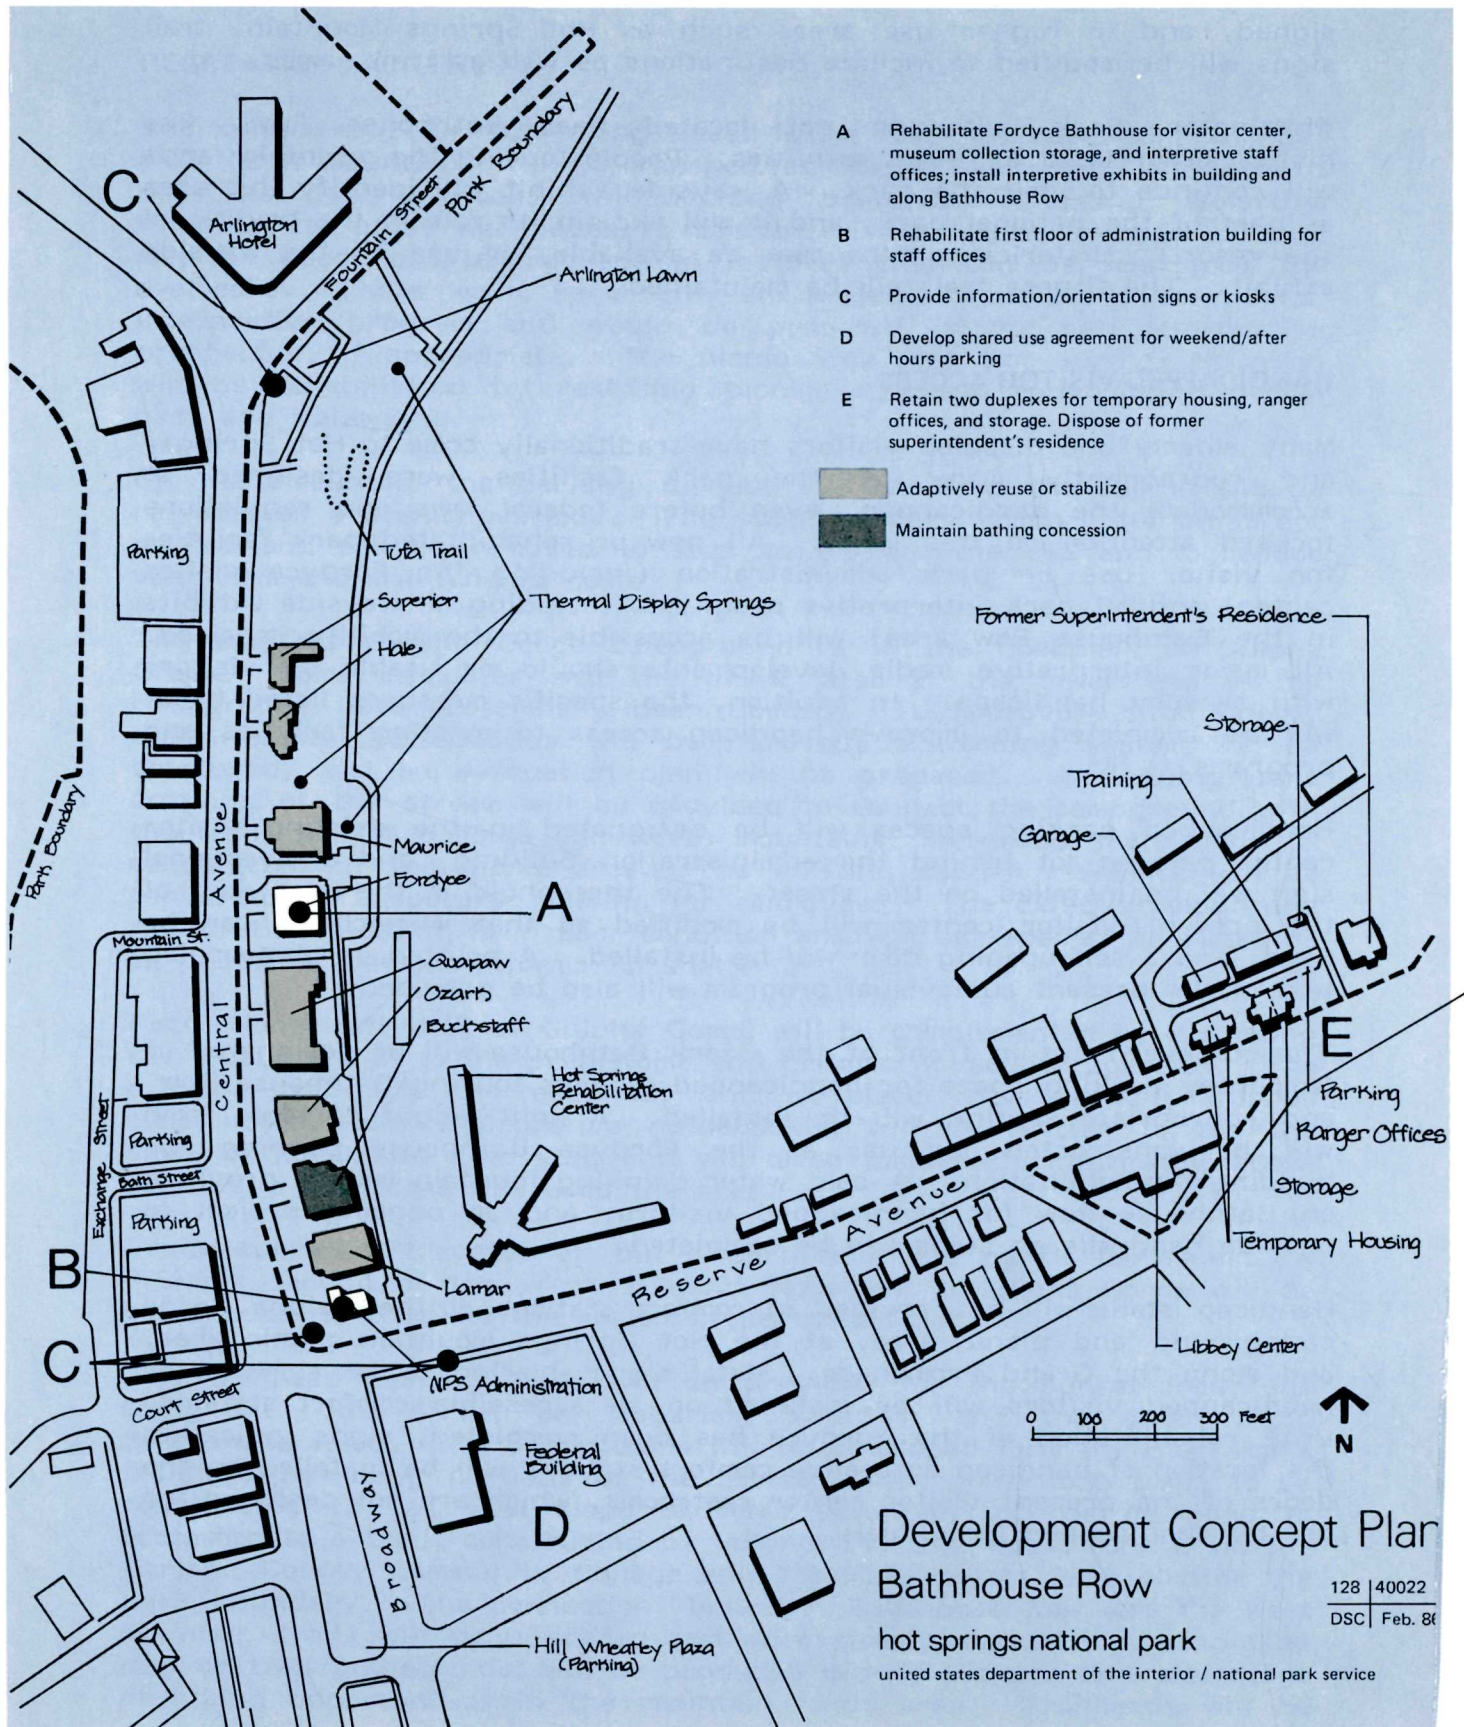 A Rehabilitate Fordyce Bathhouse for visitor center,
museum collection storage, and interpretive staff
offices; install interpretive exhibits in building and
along Bathhouse Row
B Rehabilitate first floor of administration building for
staff offices
C Provide information/orientation signs or kiosks
D Develop shared use agreement for weekend/after
hours parking
E Retain two duplexes for temporary housing, ranger
offices, and storage. Dispose of former
superintendent's residence
Adaptively reuse or stabilize
Maintain bathing concession
C
Arlington
Hotel
Fountain Street
Park Boundary
Arlington Lawn
Parking
Tufa Trail
Superior
Thermal Display Springs
Hale
Former Superintendent's Residence
Storage
Training
Garage
Park Boundary
Central Avenue
Maurice
Fordyce
A
Mountain St.
Quapaw
Ozark
Buckstaff
Hot Springs
Rehabilitation
Center
E
Parking
Ranger Offices
Storage
Temporary Housing
Libbey Center
Exchange Street
Parking
Bath Street
Parking
B
Lamar
Reserve Avenue
C
NPS Administration
Court Street
Federal
Building
D
Broadway
Hill Wheatley Plaza
(Parking)
0 100 200 300 Feet
N
Development Concept Plan
Bathhouse Row
hot springs national park
united states department of the interior / national park service
128 40022
DSC Feb.